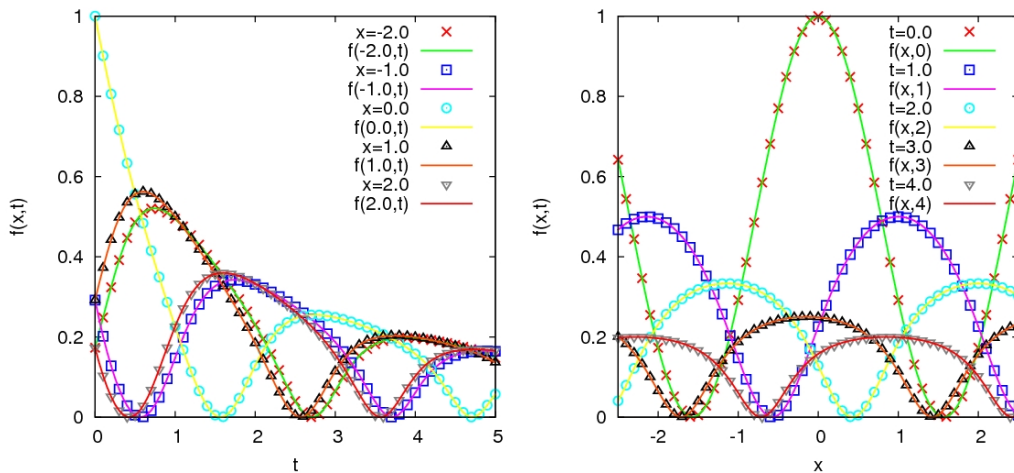 f(x,t)
1
0.8
0.6
0.4
0.2
0
x=-2.0
f(-2.0,t)
x=-1.0
f(-1.0,t)
x=0.0
f(0.0,t)
x=1.0
f(1.0,t)
x=2.0
f(2.0,t)
0 1 2 3 4 5
t
f(x,t)
1
0.8
0.6
0.4
0.2
0
t=0.0
f(x,0)
t=1.0
f(x,1)
t=2.0
f(x,2)
t=3.0
f(x,3)
t=4.0
f(x,4)
-2 -1 0 1 2
x